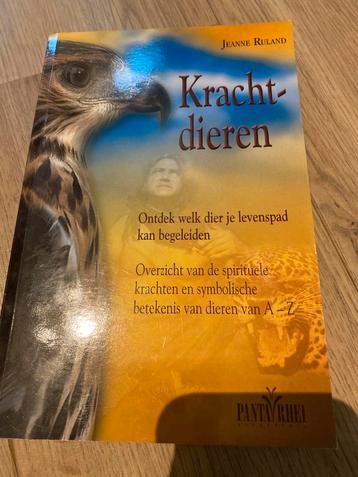 JEANNE RULAND
Kracht-
dieren
Ontdek welk dier je levenspad
kan begeleiden
Overzicht van de spirituele
krachten en symbolische
betekenis van dieren van A – Z
PANTA RHEI